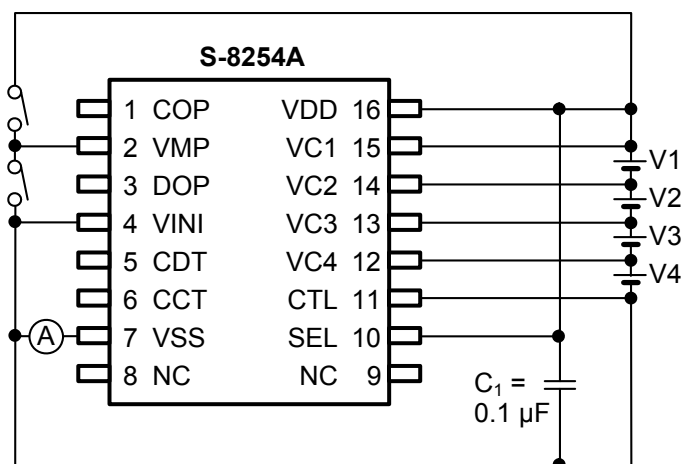 S-8254A
1 COP VDD 16
2 VMP VC1 15
3 DOP VC2 14
4 VINI VC3 13
5 CDT VC4 12
6 CCT CTL 11
7 VSS SEL 10
8 NC NC 9
A
V1
V2
V3
V4
C₁ =
0.1 µF